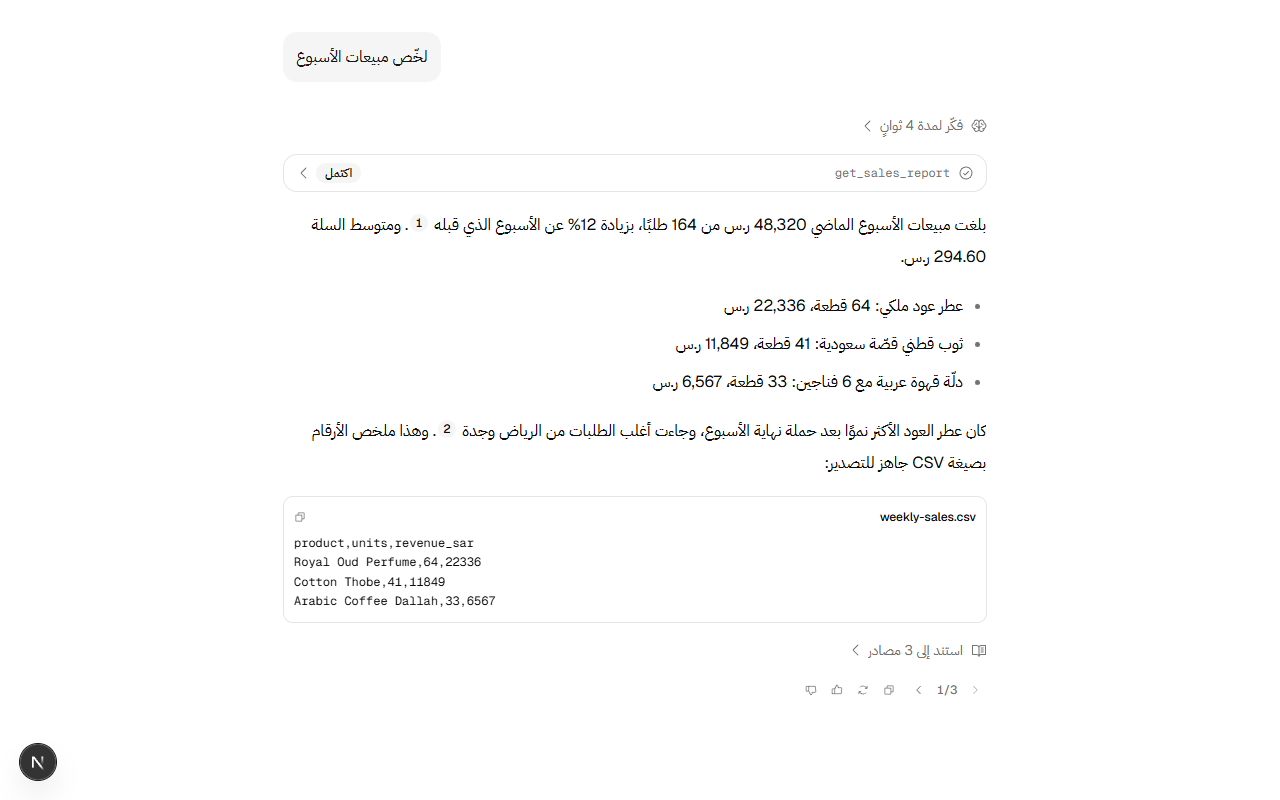 لخّص مبيعات الأسبوع
فكّر لمدة 4 ثوانٍ
get_sales_report
اكتمل
بلغت مبيعات الأسبوع الماضي 48,320 ر.س من 164 طلبًا، بزيادة 12% عن الأسبوع الذي قبله 1 . ومتوسط السلة
294.60 ر.س.
• عطر عود ملكي: 64 قطعة، 22,336 ر.س
• ثوب قطني قصّة سعودية: 41 قطعة، 11,849 ر.س
• دلّة قهوة عربية مع 6 فناجين: 33 قطعة، 6,567 ر.س
كان عطر العود الأكثر نموًا بعد حملة نهاية الأسبوع، وجاءت أغلب الطلبات من الرياض وجدة 2 . وهذا ملخص الأرقام
بصيغة CSV جاهز للتصدير:
weekly-sales.csv
product,units,revenue_sar
Royal Oud Perfume,64,22336
Cotton Thobe,41,11849
Arabic Coffee Dallah,33,6567
استند إلى 3 مصادر
1/3
N